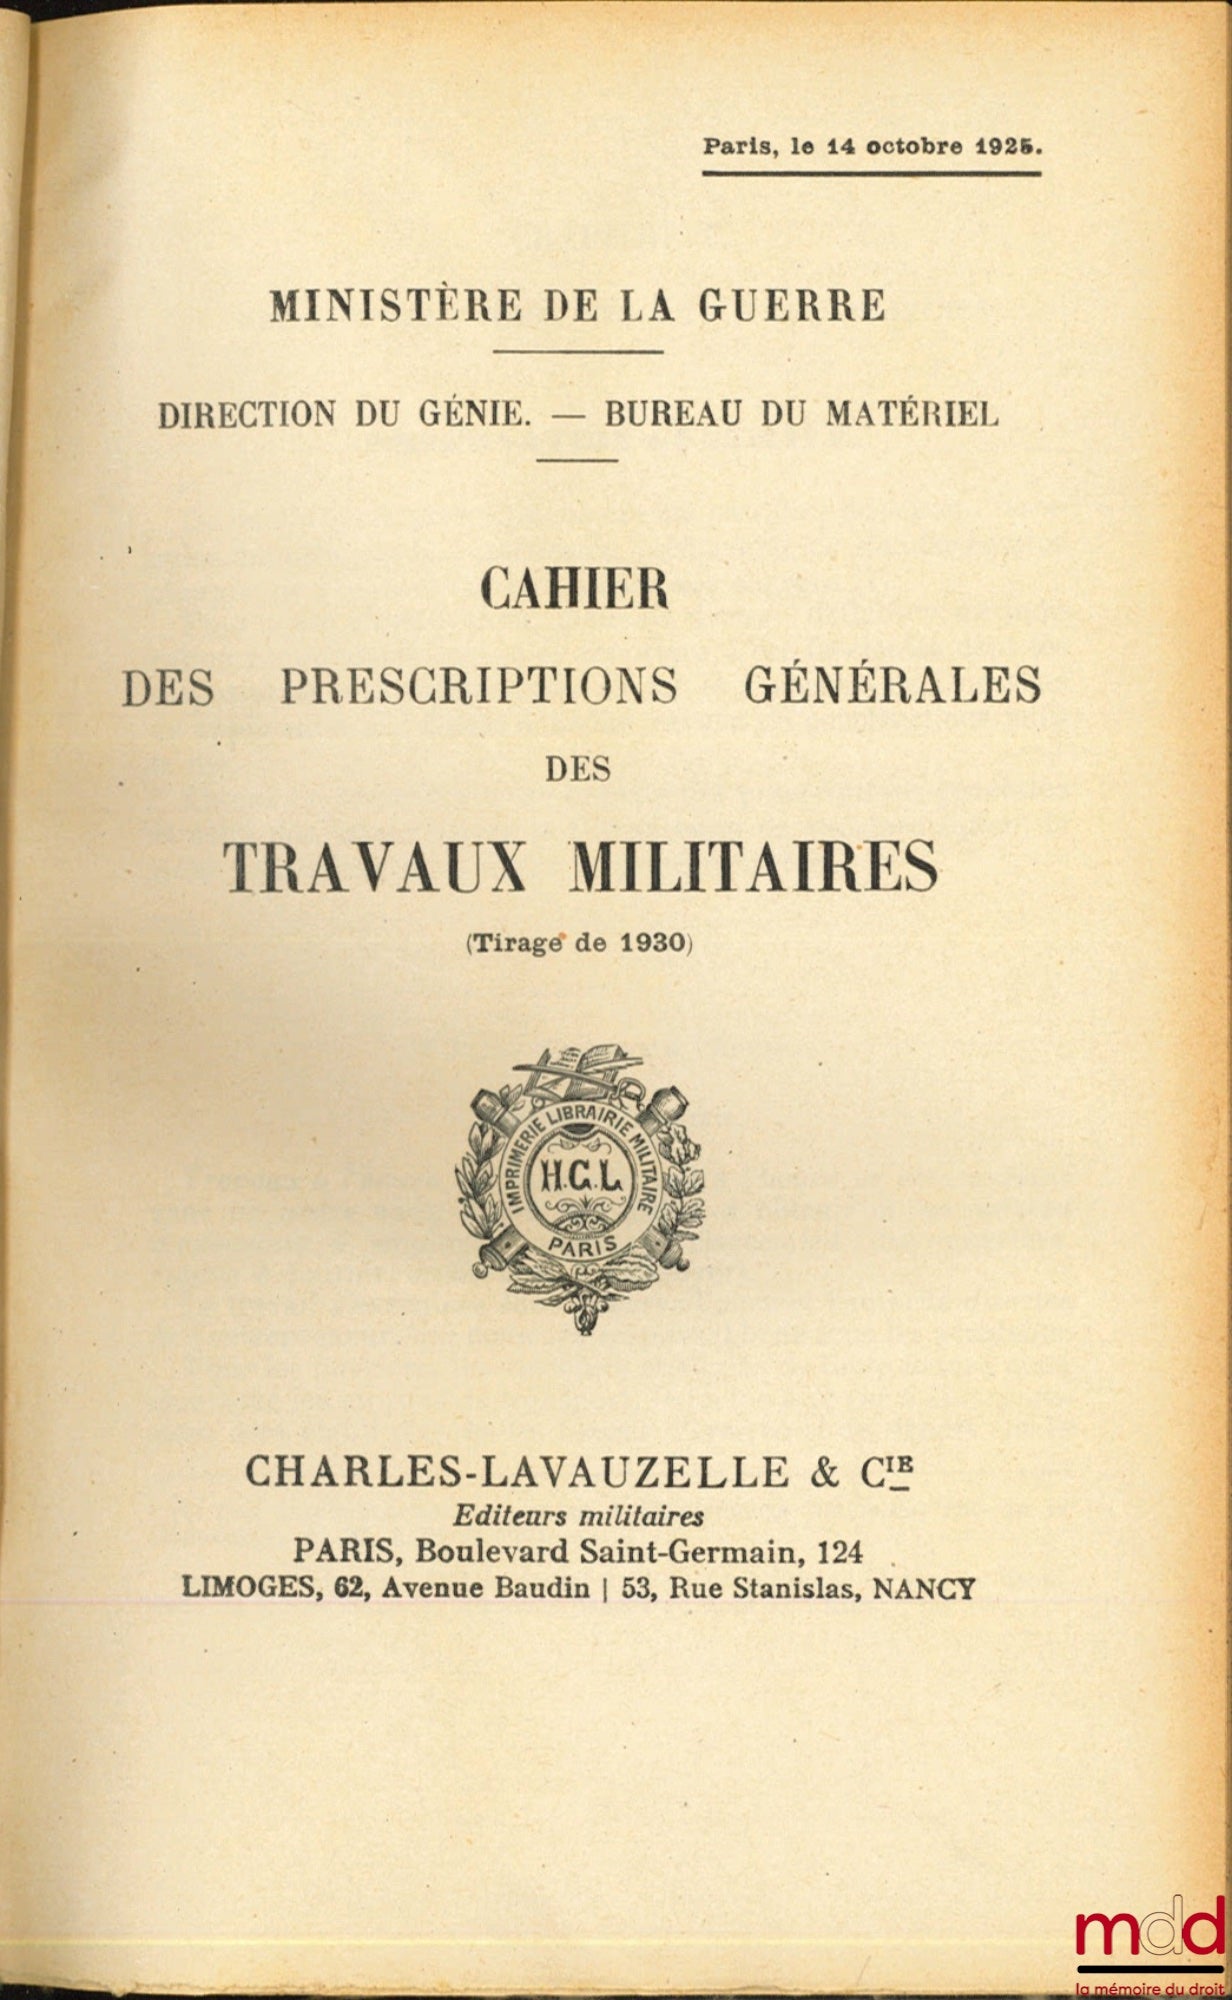 Paris, le 14 octobre 1925.
MINISTÈRE DE LA GUERRE
DIRECTION DU GÉNIE. — BUREAU DU MATÉRIEL
CAHIER
DES PRESCRIPTIONS GÉNÉRALES
DES
TRAVAUX MILITAIRES
(Tirage de 1930)
IMPRIMERIE LIBRAIRIE MILITAIRE
H.C.L
PARIS
CHARLES-LAVAUZELLE & CIE
Editeurs militaires
PARIS, Boulevard Saint-Germain, 124
LIMOGES, 62, Avenue Baudin | 53, Rue Stanislas, NANCY
mdd
la mémoire du droit